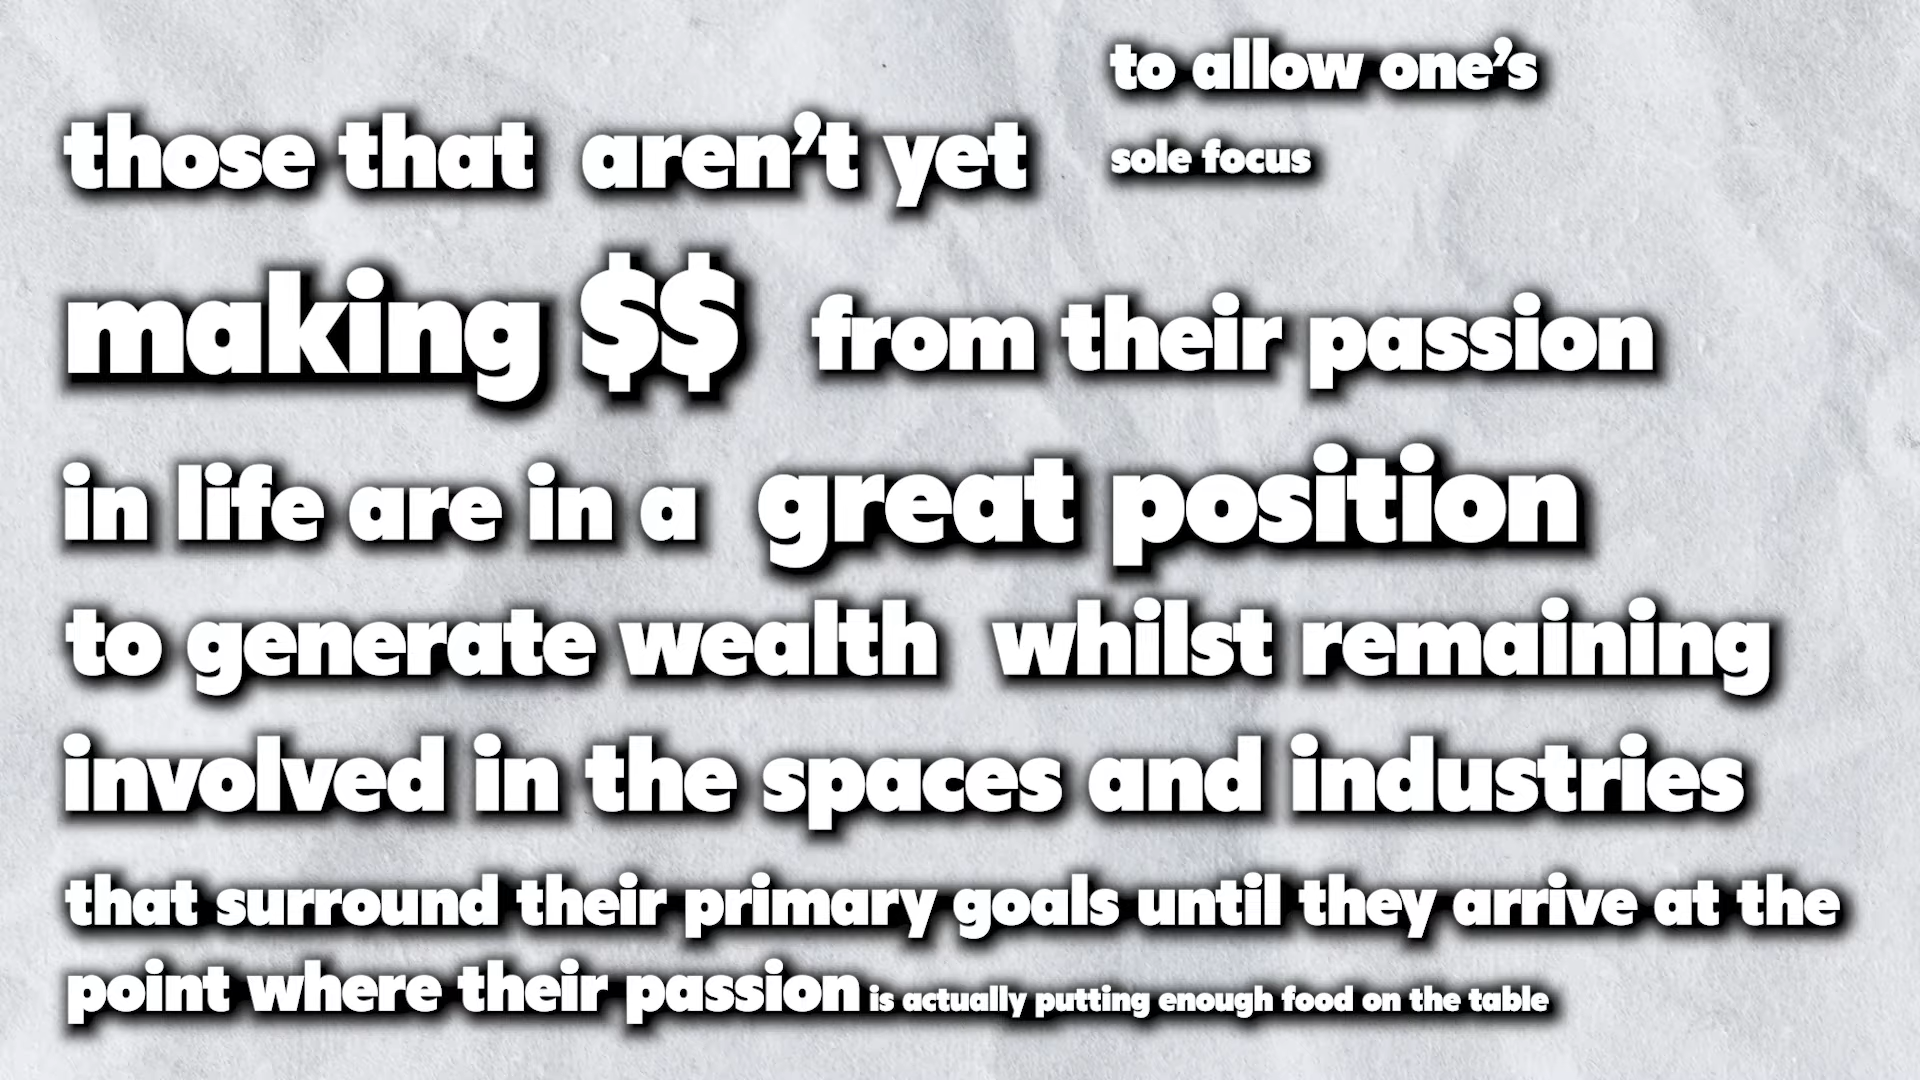 those that aren’t yet
making $$ from their passion
in life are in a great position
to generate wealth whilst remaining
involved in the spaces and industries
that surround their primary goals until they arrive at the
point where their passion is actually putting enough food on the table
to allow one’s
sole focus